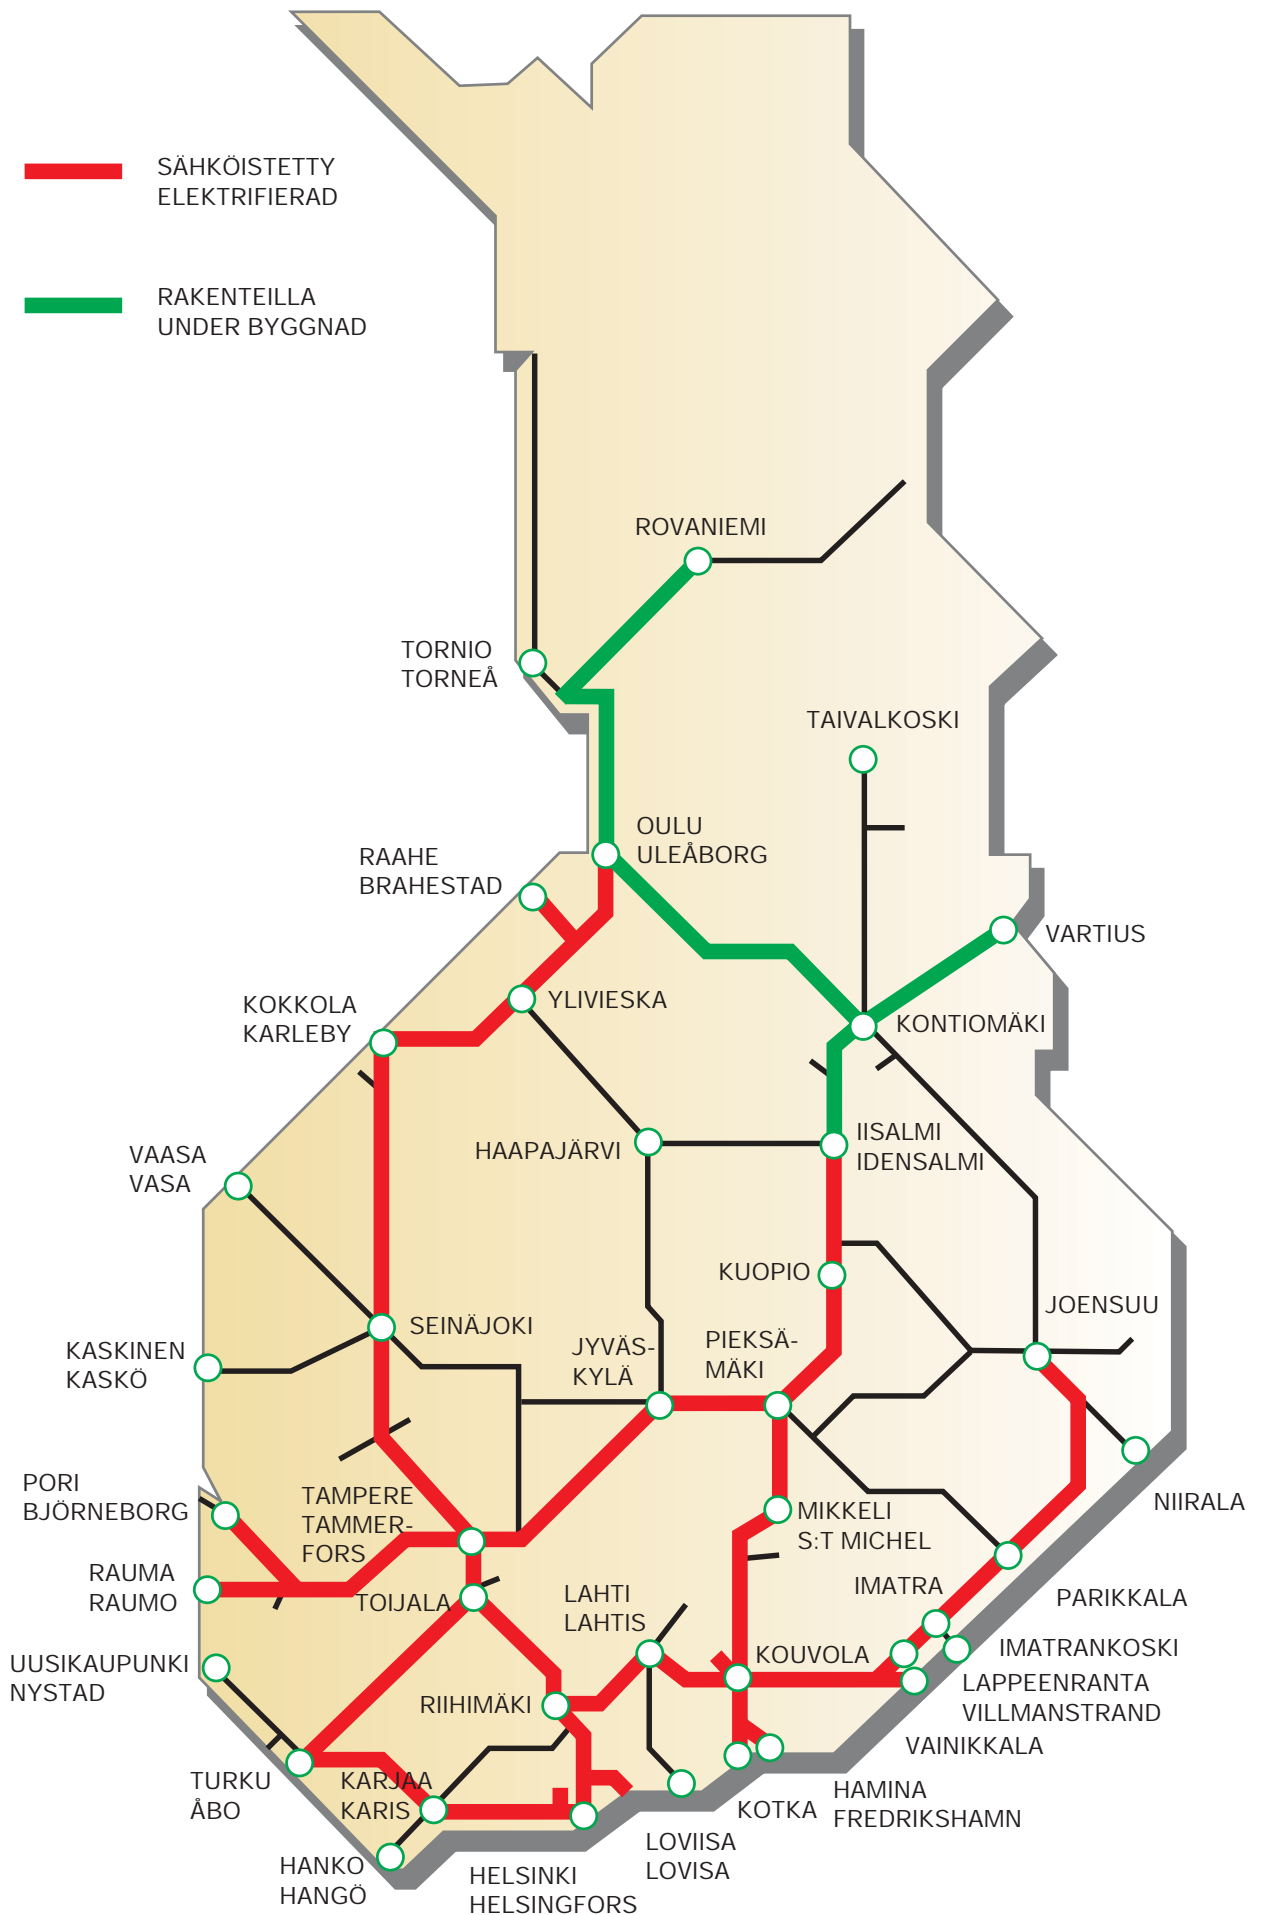 SÄHKÖISTETTY
ELEKTRIFIERAD
RAKENTEILLA
UNDER BYGGNAD
ROVANIEMI
TORNIO
TORNEÅ
TAIVALKOSKI
OULU
ULEÅBORG
RAAHE
BRAHESTAD
VARTIUS
KOKKOLA
KARLEBY
YLIVIESKA
KONTIOMÄKI
VAASA
VASA
HAAPAJÄRVI
IISALMI
IDENSALMI
KUOPIO
JOENSUU
SEINÄJOKI
KASKINEN
KASKÖ
JYVÄS-
KYLÄ
PIEKSÄ-
MÄKI
PORI
BJÖRNEBORG
TAMPERE
TAMMER-
FORS
MIKKELI
S:T MICHEL
NIIRALA
RAUMA
RAUMO
TOIJALA
LAHTI
LAHTIS
IMATRA
PARIKKALA
UUSIKAUPUNKI
NYSTAD
KOUVOLA
IMATRANKOSKI
RIIHIMÄKI
LAPPEENRANTA
VILLMANSTRAND
VAINIKKALA
TURKU
ÅBO
KARJAA
KARIS
KOTKA
HAMINA
FREDRIKSHAMN
LOVIISA
LOVISA
HANKO
HANGÖ
HELSINKI
HELSINGFORS